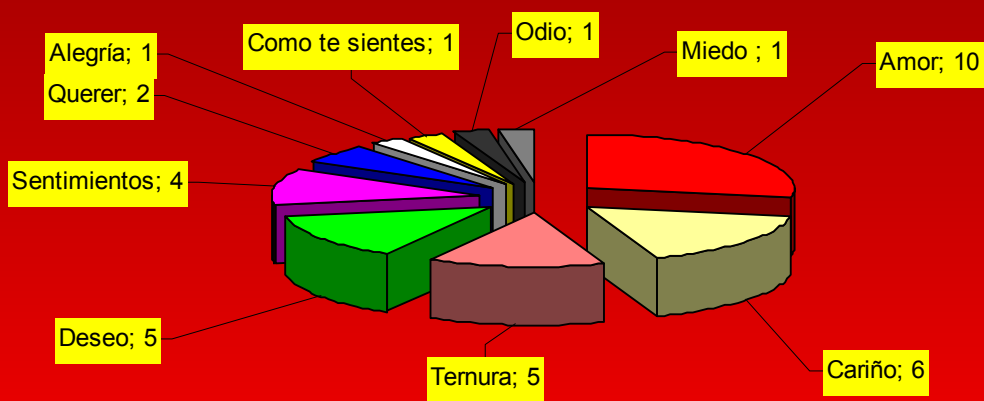 Odio; 1
Como te sientes; 1
Miedo ; 1
Alegría; 1
Amor; 10
Querer; 2
Sentimientos; 4
Deseo; 5
Cariño; 6
Ternura; 5